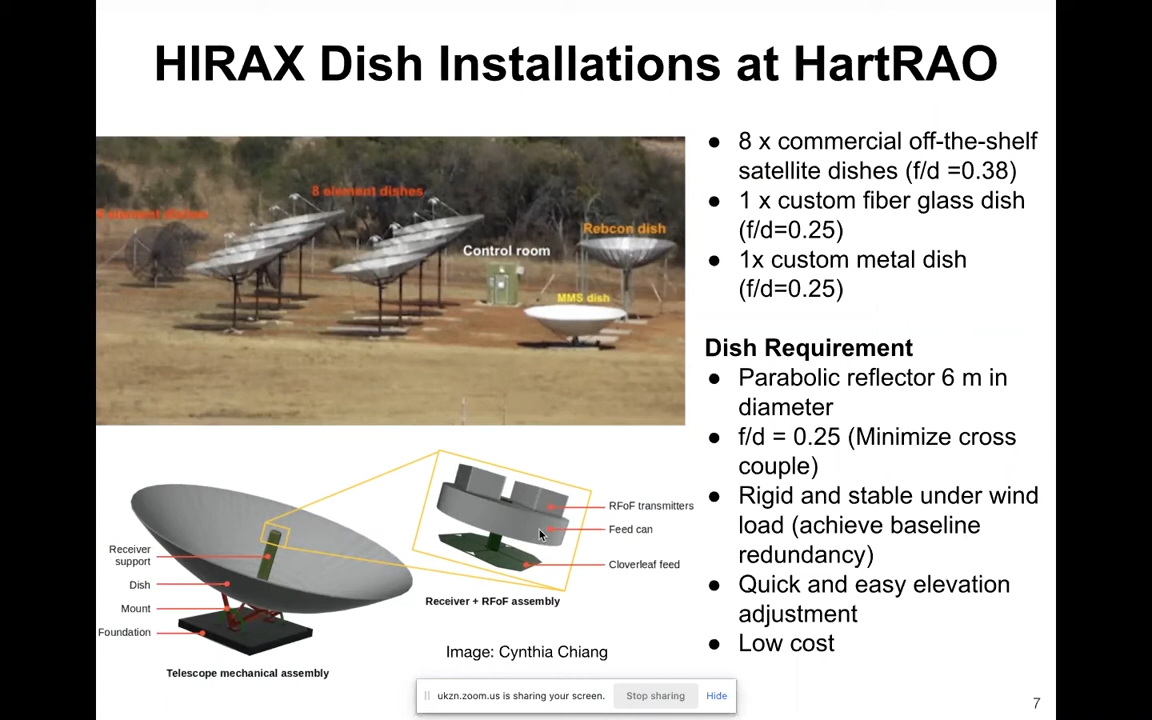 HIRAX Dish Installations at HartRAO
8 element dishes
8 element dishes
Control room
Rebcon dish
MMS dish
● 8 x commercial off-the-shelf
satellite dishes (f/d =0.38)
● 1 x custom fiber glass dish
(f/d=0.25)
● 1x custom metal dish
(f/d=0.25)
Dish Requirement
● Parabolic reflector 6 m in
diameter
● f/d = 0.25 (Minimize cross
couple)
● Rigid and stable under wind
load (achieve baseline
redundancy)
● Quick and easy elevation
adjustment
● Low cost
Receiver
support
Dish
Mount
Foundation
Telescope mechanical assembly
RFoF transmitters
Feed can
Cloverleaf feed
Receiver + RFoF assembly
Image: Cynthia Chiang
ukzn.zoom.us is sharing your screen.
Stop sharing
Hide
7